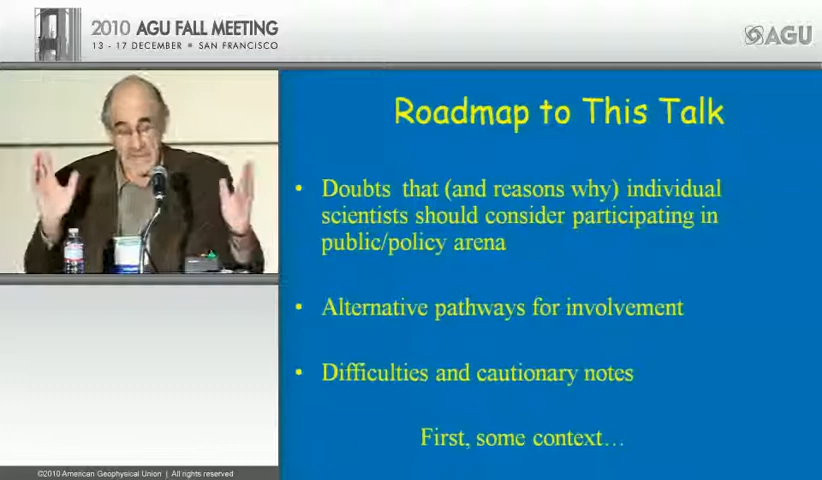 2010 AGU FALL MEETING
13 - 17 DECEMBER • SAN FRANCISCO
AGU
Roadmap to This Talk
• Doubts that (and reasons why) individual
scientists should consider participating in
public/policy arena
• Alternative pathways for involvement
• Difficulties and cautionary notes
First, some context…
©2010 American Geophysical Union | All rights reserved